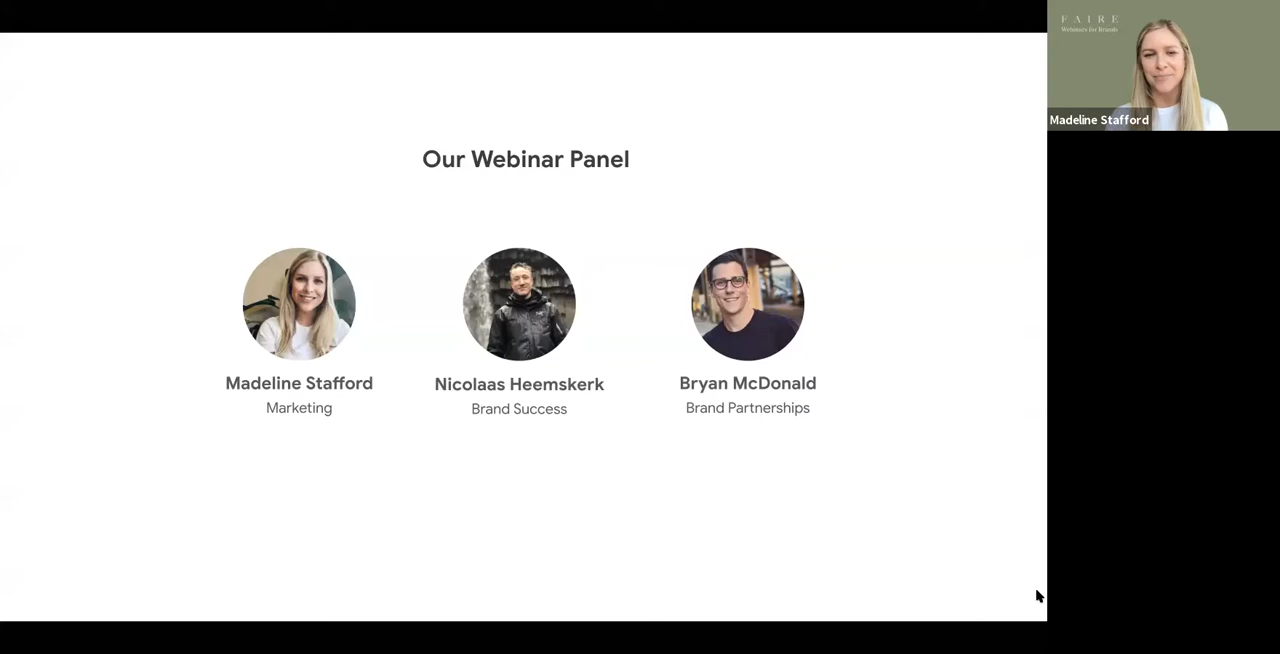 FAIRE
Webinars for Brands
Madeline Stafford
Our Webinar Panel
Madeline Stafford
Marketing
Nicolaas Heemskerk
Brand Success
Bryan McDonald
Brand Partnerships